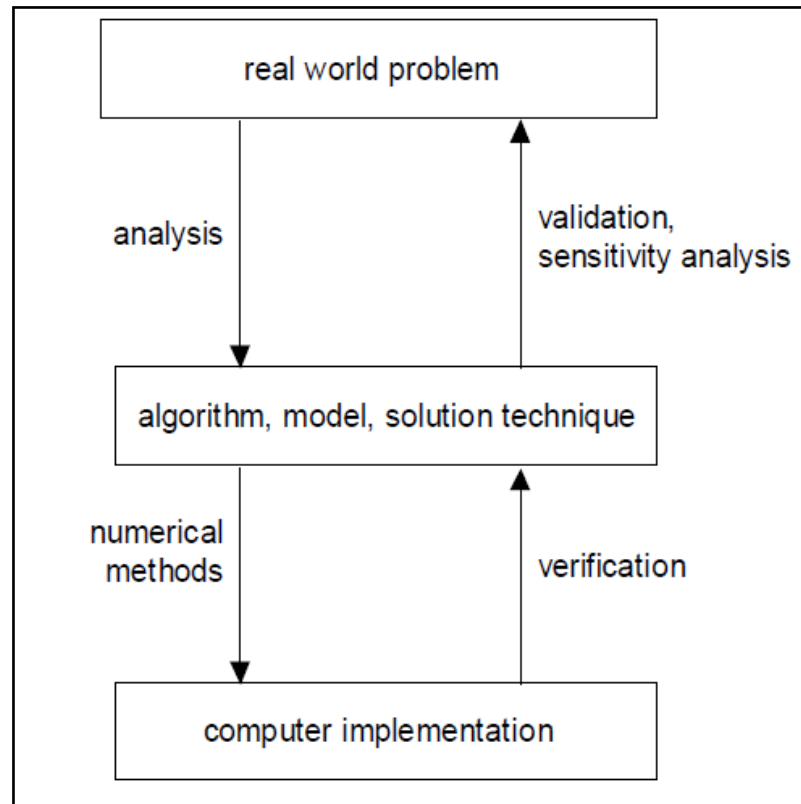 real world problem
analysis
validation,
sensitivity analysis
algorithm, model, solution technique
numerical
methods
verification
computer implementation